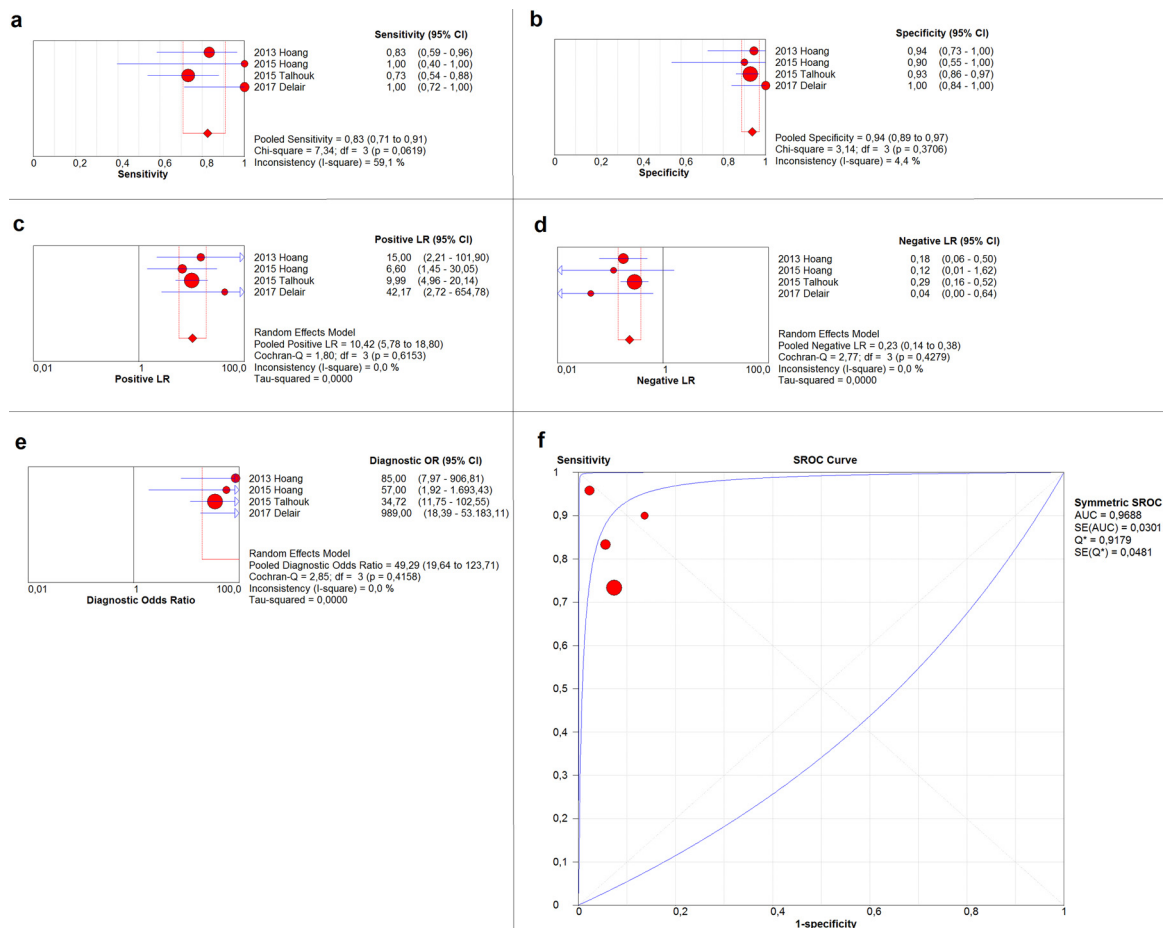 a
Sensitivity (95% CI)
2013 Hoang 0,83 (0,59 - 0,96)
2015 Hoang 1,00 (0,40 - 1,00)
2015 Talhouk 0,73 (0,54 - 0,88)
2017 Delair 1,00 (0,72 - 1,00)
Pooled Sensitivity = 0,83 (0,71 to 0,91)
Chi-square = 7,34; df = 3 (p = 0,0619)
Inconsistency (I-square) = 59,1 %
0 0,2 0,4 0,6 0,8 1
Sensitivity
b
Specificity (95% CI)
2013 Hoang 0,94 (0,73 - 1,00)
2015 Hoang 0,90 (0,55 - 1,00)
2015 Talhouk 0,93 (0,86 - 0,97)
2017 Delair 1,00 (0,84 - 1,00)
Pooled Specificity = 0,94 (0,89 to 0,97)
Chi-square = 3,14; df = 3 (p = 0,3706)
Inconsistency (I-square) = 4,4 %
0 0,2 0,4 0,6 0,8 1
Specificity
c
Positive LR (95% CI)
2013 Hoang 15,00 (2,21 - 101,90)
2015 Hoang 6,60 (1,45 - 30,05)
2015 Talhouk 9,99 (4,96 - 20,14)
2017 Delair 42,17 (2,72 - 654,78)
Random Effects Model
Pooled Positive LR = 10,42 (5,78 to 18,80)
Cochran-Q = 1,80; df = 3 (p = 0,6153)
Inconsistency (I-square) = 0,0 %
Tau-squared = 0,0000
0,01 1 100,0
Positive LR
d
Negative LR (95% CI)
2013 Hoang 0,18 (0,06 - 0,50)
2015 Hoang 0,12 (0,01 - 1,62)
2015 Talhouk 0,29 (0,16 - 0,52)
2017 Delair 0,04 (0,00 - 0,64)
Random Effects Model
Pooled Negative LR = 0,23 (0,14 to 0,38)
Cochran-Q = 2,77; df = 3 (p = 0,4279)
Inconsistency (I-square) = 0,0 %
Tau-squared = 0,0000
0,01 1 100,0
Negative LR
e
Diagnostic OR (95% CI)
2013 Hoang 85,00 (7,97 - 906,81)
2015 Hoang 57,00 (1,92 - 1.693,43)
2015 Talhouk 34,72 (11,75 - 102,55)
2017 Delair 989,00 (18,39 - 53.183,11)
Random Effects Model
Pooled Diagnostic Odds Ratio = 49,29 (19,64 to 123,71)
Cochran-Q = 2,85; df = 3 (p = 0,4158)
Inconsistency (I-square) = 0,0 %
Tau-squared = 0,0000
0,01 1 100,0
Diagnostic Odds Ratio
f
Sensitivity SROC Curve
1
0,9
0,8
0,7
0,6
0,5
0,4
0,3
0,2
0,1
0
0 0,2 0,4 0,6 0,8 1
1-specificity
Symmetric SROC
AUC = 0,9688
SE(AUC) = 0,0301
Q* = 0,9179
SE(Q*) = 0,0481